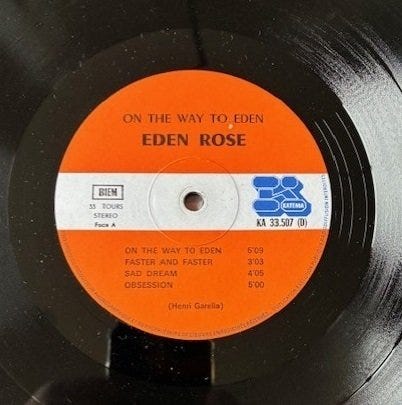 ON THE WAY TO EDEN
EDEN ROSE
BIEM
33 TOURS
STEREO
Face A
KATEMA
KA 33.507 (D)
ON THE WAY TO EDEN 6'09
FASTER AND FASTER 3'03
SAD DREAM 4'05
OBSESSION 5'00
(Henri Garella)